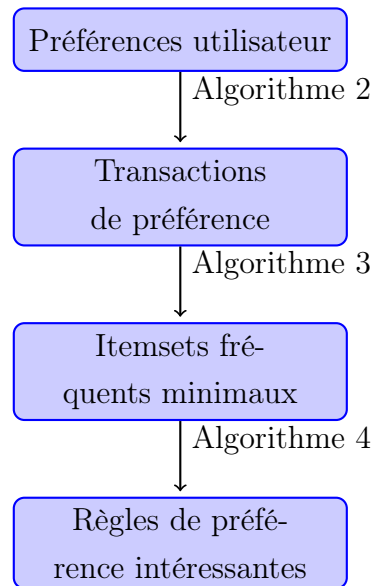 Préférences utilisateur
Algorithme 2
Transactions
de préférence
Algorithme 3
Itemsets fré-
quents minimaux
Algorithme 4
Règles de préfé-
rence intéressantes